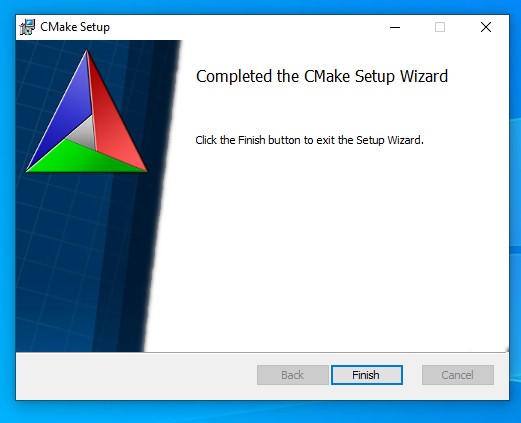 CMake Setup
Completed the CMake Setup Wizard
Click the Finish button to exit the Setup Wizard.
Back
Finish
Cancel